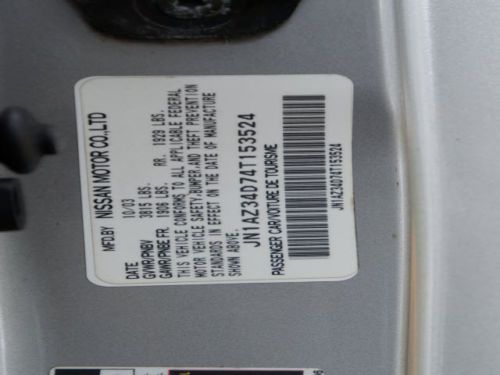 MFD.BY NISSAN MOTOR CO.,LTD
DATE 10/03
GVWR/PNBV 3816 LBS.
GAWR/PNBE FR. 1906 LBS. RR. 1929 LBS.
THIS VEHICLE CONFORMS TO ALL APPLICABLE FEDERAL
MOTOR VEHICLE SAFETY,BUMPER,AND THEFT PREVENTION
STANDARDS IN EFFECT ON THE DATE OF MANUFACTURE
SHOWN ABOVE.
JN1AZ34D74T153524
PASSENGER CAR/VOITURE DE TOURISME
JN1AZ34D74T153524